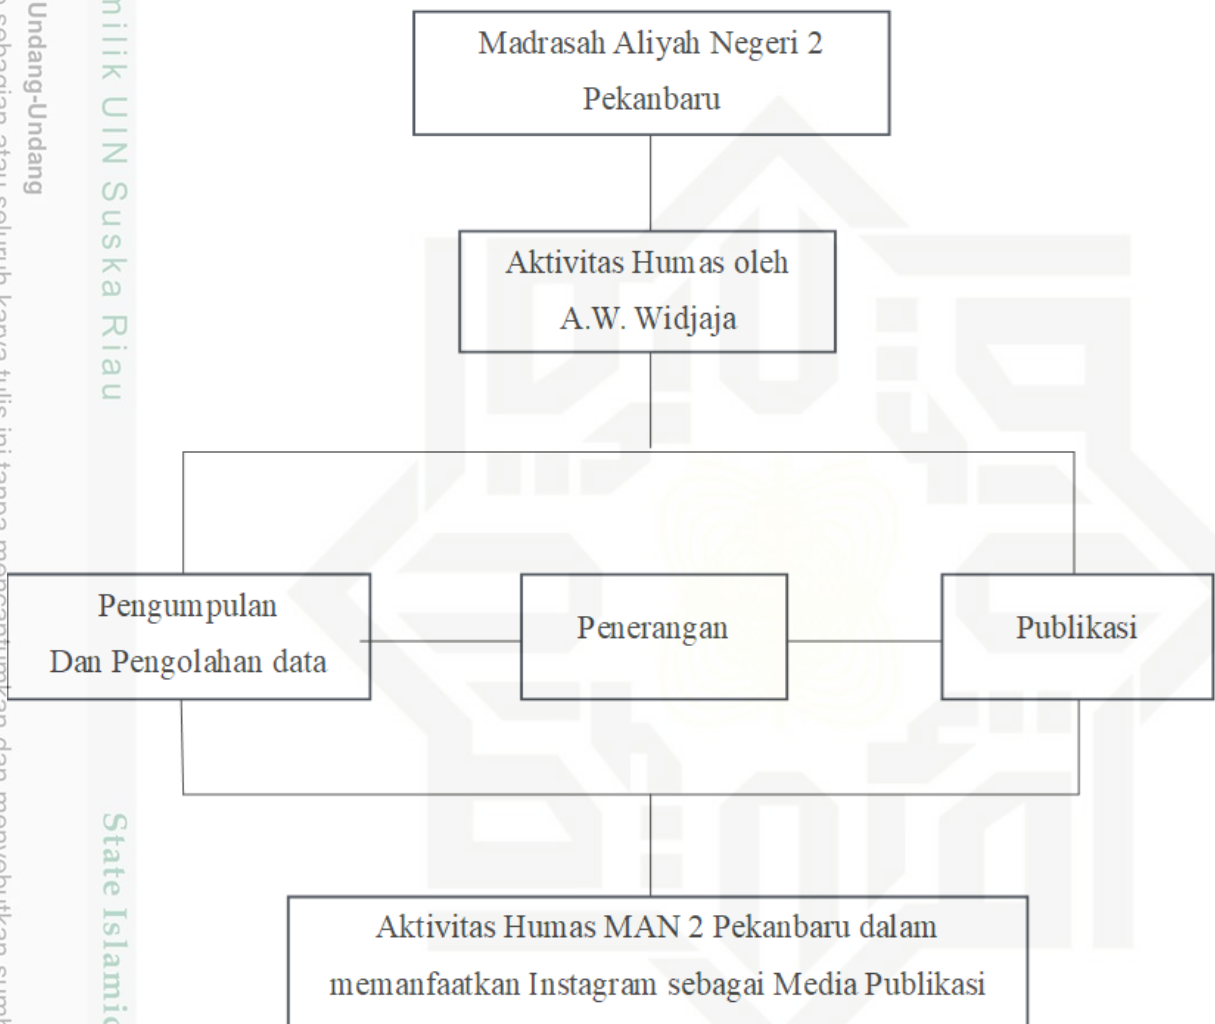 Madrasah Aliyah Negeri 2
Pekanbaru
Aktivitas Humas oleh
A.W. Widjaja
Pengumpulan
Dan Pengolahan data
Penerangan
Publikasi
Aktivitas Humas MAN 2 Pekanbaru dalam
memanfaatkan Instagram sebagai Media Publikasi
Undang-Undang
milik UIN Suska Riau
State Islamic